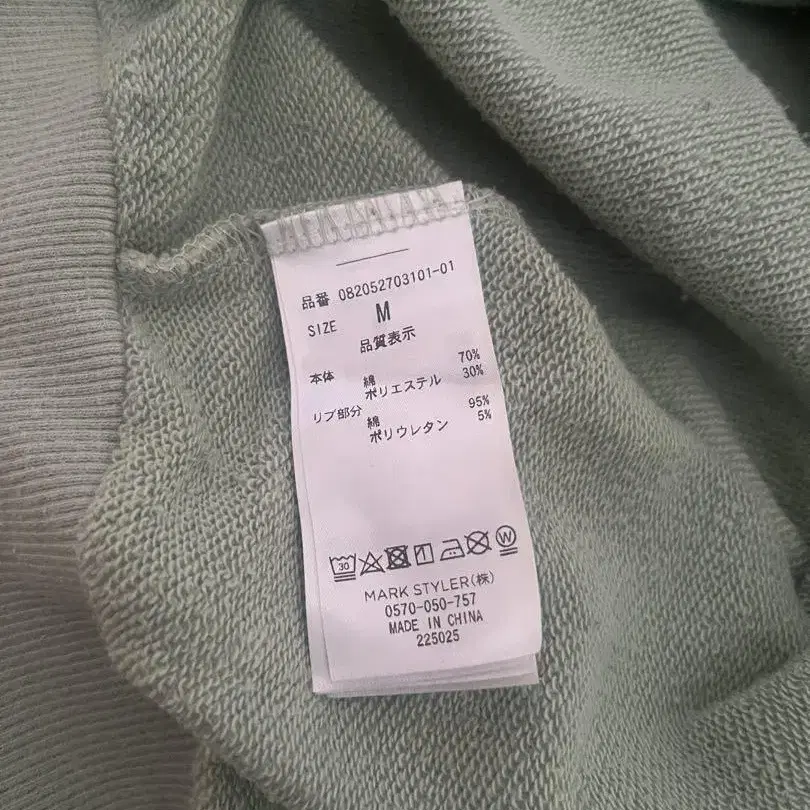 品番 082052703101-01
SIZE M
品質表示
本体 綿 70%
ポリエステル 30%
リブ部分 綿 95%
ポリウレタン 5%
30 W
MARK STYLER(株)
0570-050-757
MADE IN CHINA
225025